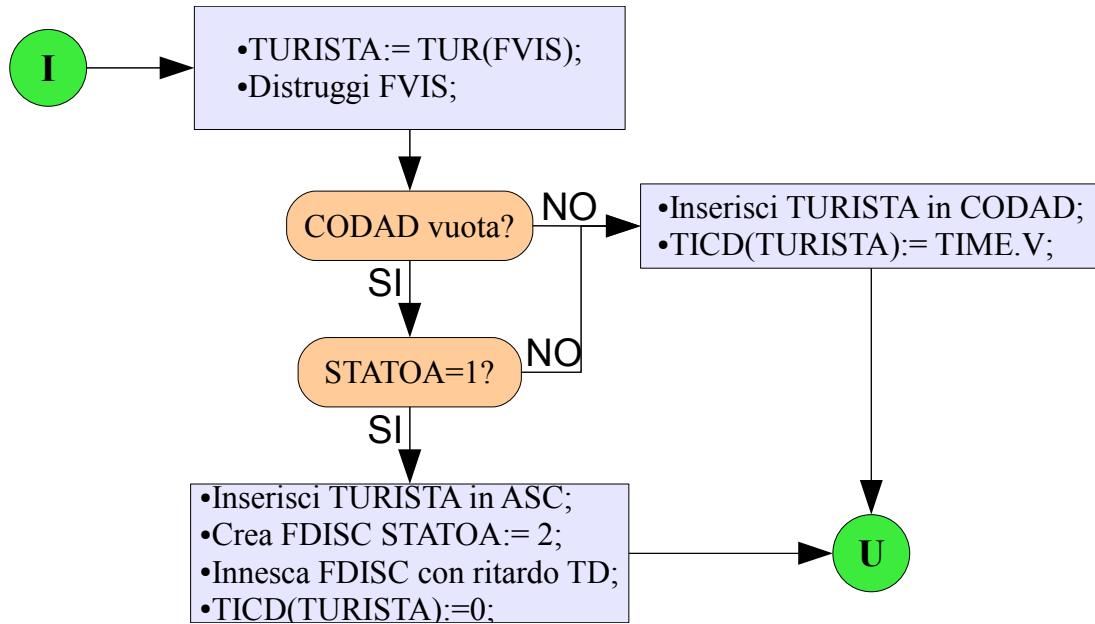 I
•TURISTA:= TUR(FVIS);
•Distruggi FVIS;
CODAD vuota?
NO
•Inserisci TURISTA in CODAD;
•TICD(TURISTA):= TIME.V;
SI
STATOA=1?
NO
SI
•Inserisci TURISTA in ASC;
•Crea FDISC STATOA:= 2;
•Innesca FDISC con ritardo TD;
•TICD(TURISTA):=0;
U